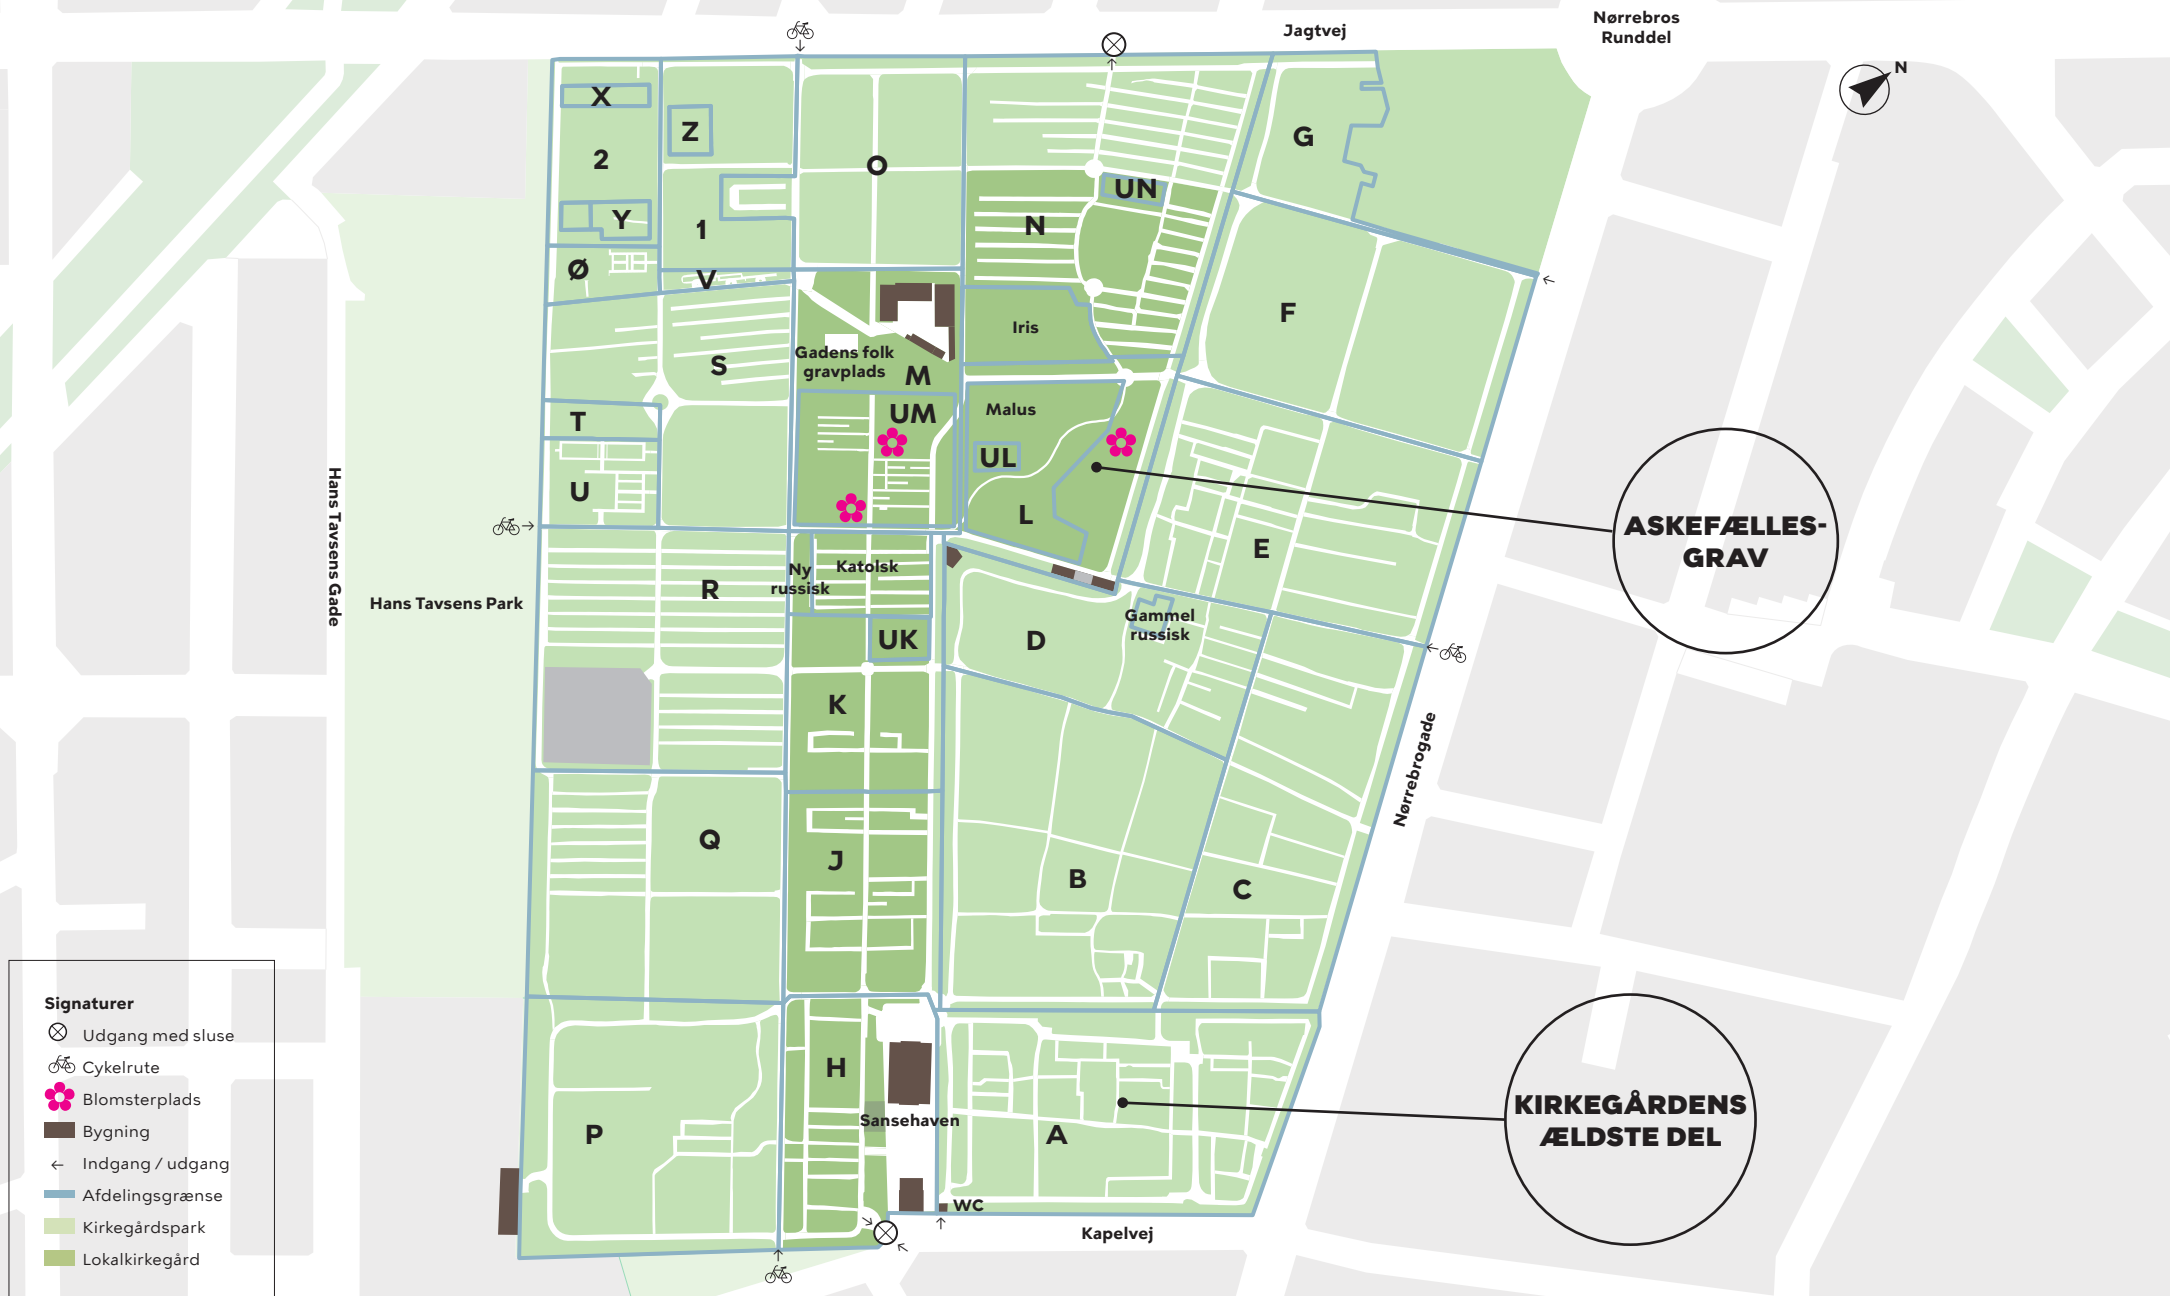 Nørrebros
Runddel
Jagtvej
N
X
Z
2
O
G
UN
Y
1
N
Ø
V
F
Iris
S
Gadens folk
gravplads
M
UM
Malus
T
UL
U
L
Hans Tavsens Gade
ASKEFÆLLES-
GRAV
E
Ny
russisk
Katolsk
R
Hans Tavsens Park
Gammel
russisk
UK
D
K
Nørrebrogade
Q
J
B
C
H
Sansehaven
P
A
KIRKEGÅRDENS
ÆLDSTE DEL
WC
Kapelvej
Signaturer
Udgang med sluse
Cykelrute
Blomsterplads
Bygning
Indgang / udgang
Afdelingsgrænse
Kirkegårdspark
Lokalkirkegård